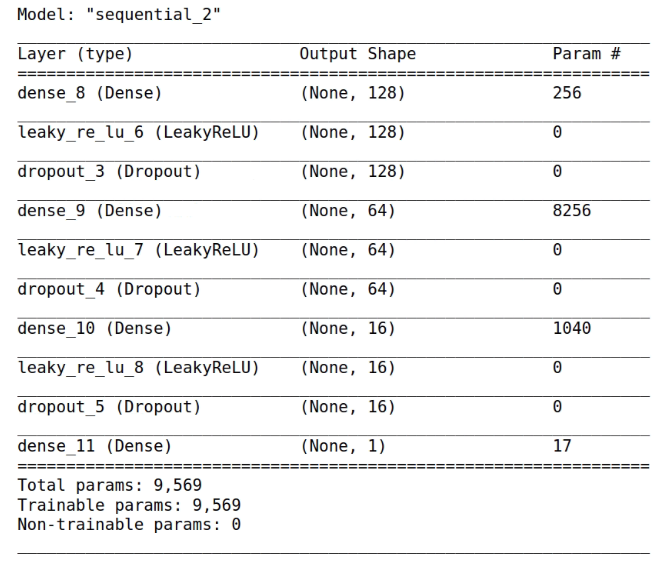 Model: "sequential_2"
Layer (type) Output Shape Param #
dense_8 (Dense) (None, 128) 256
leaky_re_lu_6 (LeakyReLU) (None, 128) 0
dropout_3 (Dropout) (None, 128) 0
dense_9 (Dense) (None, 64) 8256
leaky_re_lu_7 (LeakyReLU) (None, 64) 0
dropout_4 (Dropout) (None, 64) 0
dense_10 (Dense) (None, 16) 1040
leaky_re_lu_8 (LeakyReLU) (None, 16) 0
dropout_5 (Dropout) (None, 16) 0
dense_11 (Dense) (None, 1) 17
Total params: 9,569
Trainable params: 9,569
Non-trainable params: 0